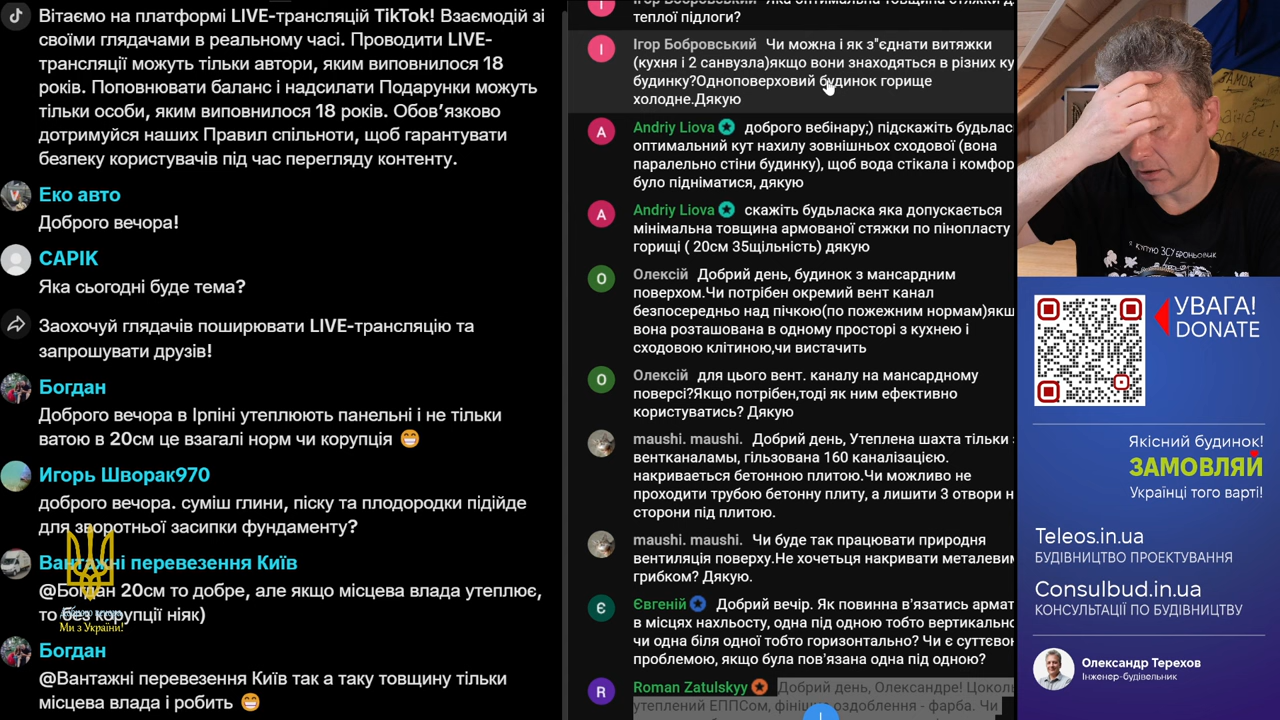 Вітаємо на платформі LIVE-трансляцій TikTok! Взаємодій зі
своїми глядачами в реальному часі. Проводити LIVE-
трансляції можуть тільки автори, яким виповнилося 18
років. Поповнювати баланс і надсилати Подарунки можуть
тільки особи, яким виповнилося 18 років. Обов’язково
дотримуйся наших Правил спільноти, щоб гарантувати
безпеку користувачів під час перегляду контенту.
Еко авто
Доброго вечора!
CAPIK
Яка сьогодні буде тема?
Заохочуй глядачів поширювати LIVE-трансляцію та
запрошувати друзів!
Богдан
Доброго вечора в Ірпіні утеплюють панельні і не тільки
ватою в 20см це взагалі норм чи корупція 😁
Игорь Шворак970
доброго вечора. суміш глини, піску та плодородки підійде
для зворотньої засипки фундаменту?
Вантажні перевезення Київ
@Богдан 20см то добре, але якщо місцева влада утеплює,
то без корупції ніяк)
Ми з України!
Богдан
@Вантажні перевезення Київ так а таку товщину тільки
місцева влада і робить 😁
теплої підлоги?
І
Ігор Бобровський Чи можна і як з"єднати витяжки
(кухня і 2 санвузла)якщо вони знаходяться в різних ку
будинку?Одноповерховий будинок горище
холодне.Дякую
A
Andriy Liova доброго вебінару;) підскажіть будьлас
оптимальний кут нахилу зовнішньох сходової (вона
паралельно стіни будинку), щоб вода стікала і комфор
було підніматися, дякую
A
Andriy Liova скажіть будьласка яка допускається
мінімальна товщина армованої стяжки по пінопласту
горищі ( 20см 35щільність) дякую
О
Олексій Добрий день, будинок з мансардним
поверхом.Чи потрібен окремий вент канал
безпосередньо над пічкою(по пожежним нормам)якщ
вона розташована в одному просторі з кухнею і
сходовою клітиною,чи вистачить
О
Олексій для цього вент. каналу на мансардному
поверсі?Якщо потрібен,тоді як ним ефективно
користуватись? Дякую
maushi. maushi. Добрий день, Утеплена шахта тільки
вентканаламы, гільзована 160 каналізацією.
накривається бетонною плитою.Чи можливо не
проходити трубою бетонну плиту, а лишити 3 отвори н
сторони під плитою.
maushi. maushi. Чи буде так працювати природня
вентиляція поверху.Не хочеться накривати металеви
грибком? Дякую.
Є
Євгеній Добрий вечір. Як повинна в'язатись армат
в місцях нахльосту, одна під одною тобто вертикально
чи одна біля одної тобто горизонтально? Чи є суттєвою
проблемою, якщо була пов'язана одна під одною?
R
Roman Zatulskyy Добрий день, Олександре! Цокол
утеплений ЕППСом, фініш оздоблення - фарба. Чи
УВАГА!
DONATE
Якісний будинок!
ЗАМОВЛЯЙ
Українці того варті!
Teleos.in.ua
БУДІВНИЦТВО ПРОЕКТУВАННЯ
Consulbud.in.ua
КОНСУЛЬТАЦІЇ ПО БУДІВНИЦТВУ
Олександр Терехов
Інженер-будівельник